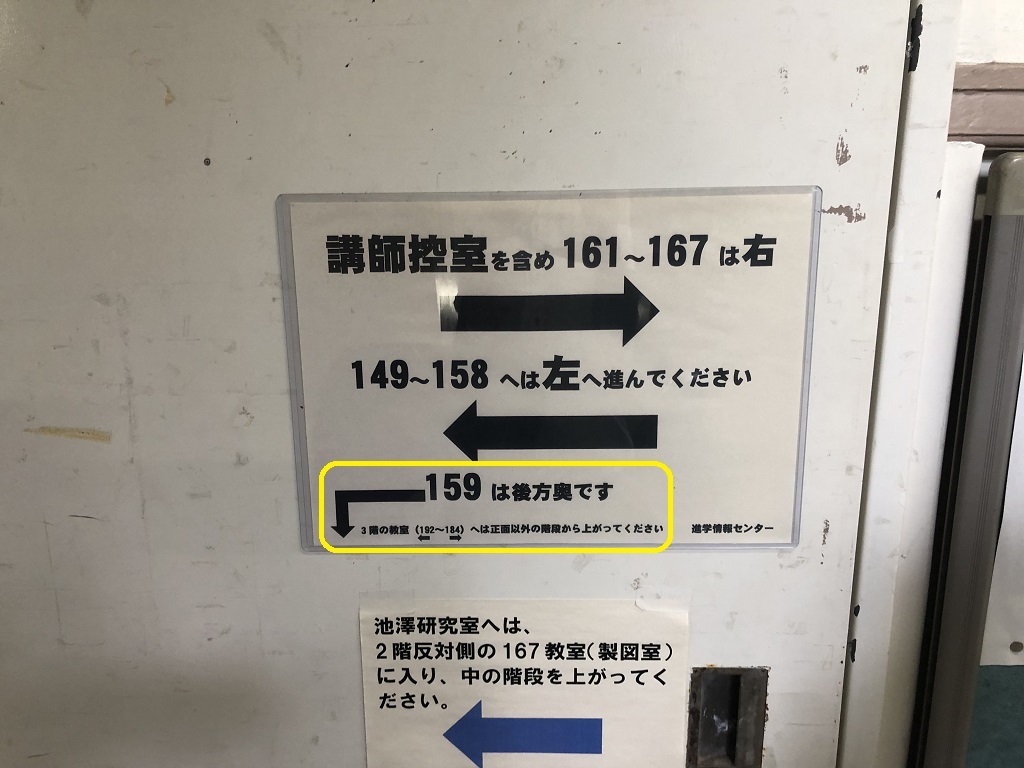 講師控室を含め 161～167 は右
149～158 へは左へ進んでください
159 は後方奥です
3階の教室（192～184）へは正面以外の階段から上がってください
進学情報センター
池澤研究室へは、
2階反対側の167教室（製図室）
に入り、中の階段を上がってく
ださい。